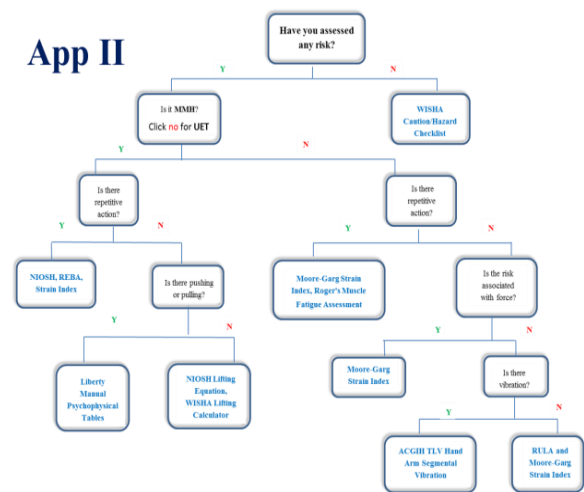 App II
Have you assessed
any risk?
Y
N
Is it MMH?
Click no for UET
WISHA
Caution/Hazard
Checklist
Y
N
Is there
repetitive
action?
Is there
repetitive
action?
Y
N
Y
N
NIOSH, REBA,
Strain Index
Is there pushing
or pulling?
Moore-Garg Strain
Index, Roger's Muscle
Fatigue Assessment
Is the risk
associated
with force?
Y
N
Y
N
Liberty
Manual
Psychophysical
Tables
NIOSH Lifting
Equation,
WISHA Lifting
Calculator
Moore-Garg
Strain Index
Is there
vibration?
Y
N
ACGIH TLV Hand
Arm Segmental
Vibration
RULA and
Moore-Garg
Strain Index